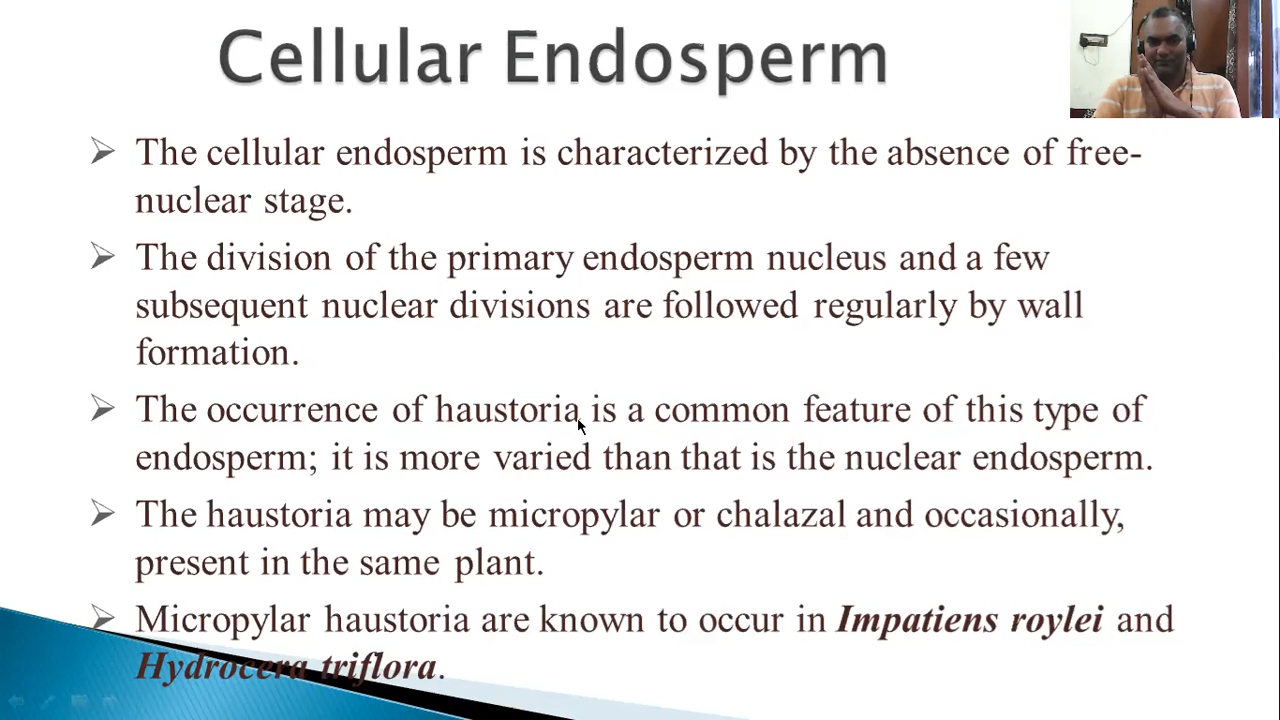 Cellular Endosperm
The cellular endosperm is characterized by the absence of free-
nuclear stage.
The division of the primary endosperm nucleus and a few
subsequent nuclear divisions are followed regularly by wall
formation.
The occurrence of haustoria is a common feature of this type of
endosperm; it is more varied than that is the nuclear endosperm.
The haustoria may be micropylar or chalazal and occasionally,
present in the same plant.
Micropylar haustoria are known to occur in Impatiens roylei and
Hydrocera triflora.